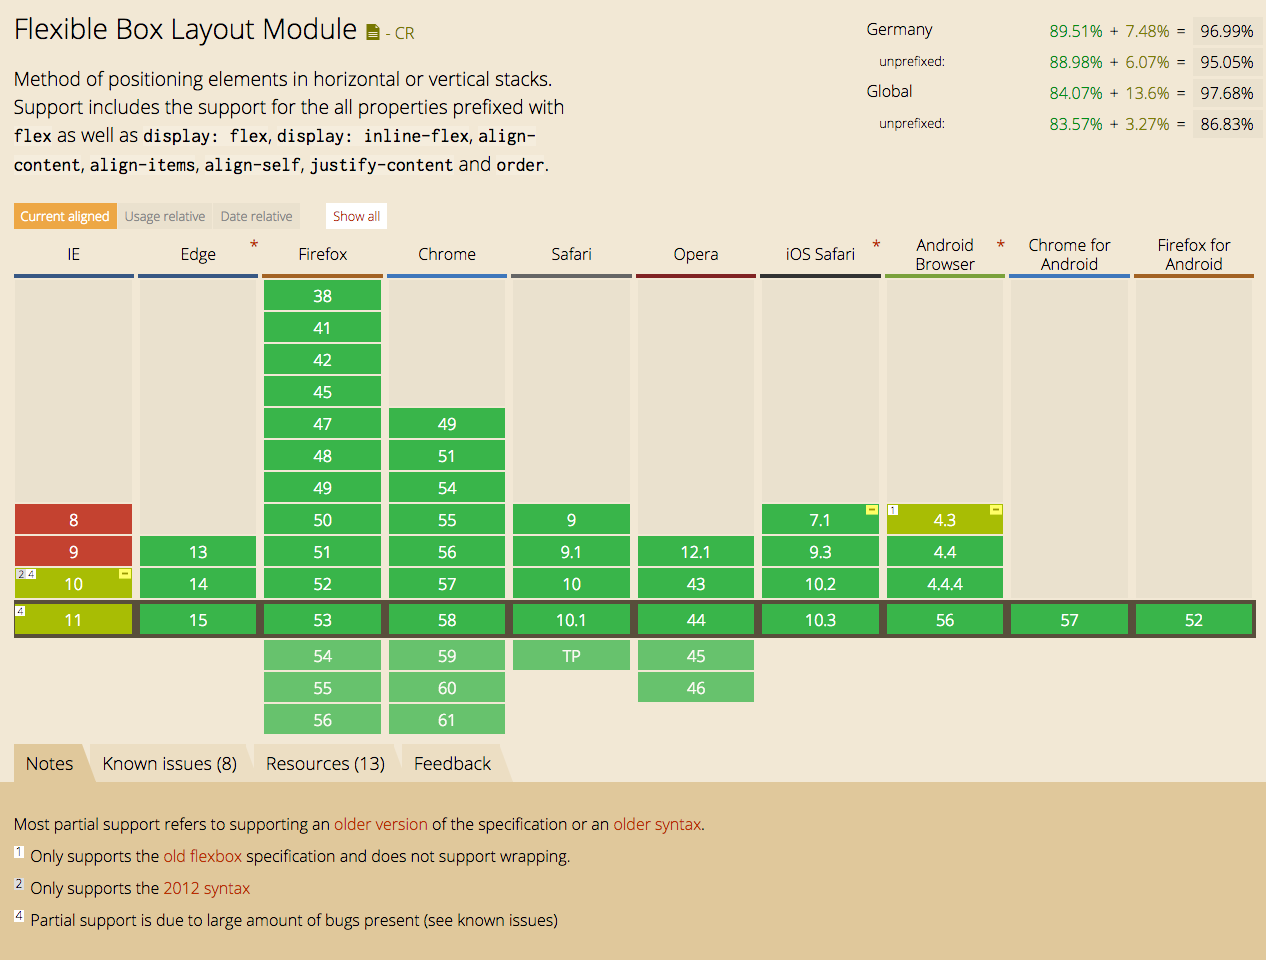 Flexible Box Layout Module - CR
Method of positioning elements in horizontal or vertical stacks.
Support includes the support for the all properties prefixed with
flex as well as display: flex, display: inline-flex, align-
content, align-items, align-self, justify-content and order.
Germany 89.51% + 7.48% = 96.99%
unprefixed: 88.98% + 6.07% = 95.05%
Global 84.07% + 13.6% = 97.68%
unprefixed: 83.57% + 3.27% = 86.83%
Current aligned Usage relative Date relative Show all
IE Edge * Firefox Chrome Safari Opera iOS Safari * Android Browser * Chrome for Android Firefox for Android
38
41
42
45
47 49
48 51
49 54
8 50 55 9 7.1 - 1 4.3 -
9 13 51 56 9.1 12.1 9.3 4.4
2 4 10 - 14 52 57 10 43 10.2 4.4.4
4 11 15 53 58 10.1 44 10.3 56 57 52
54 59 TP 45
55 60 46
56 61
Notes Known issues (8) Resources (13) Feedback
Most partial support refers to supporting an older version of the specification or an older syntax.
1 Only supports the old flexbox specification and does not support wrapping.
2 Only supports the 2012 syntax
4 Partial support is due to large amount of bugs present (see known issues)